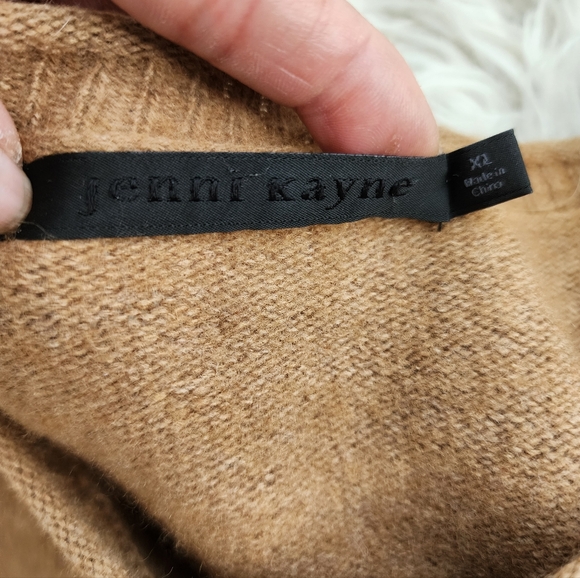 jenni kayne
XL
Made in
China